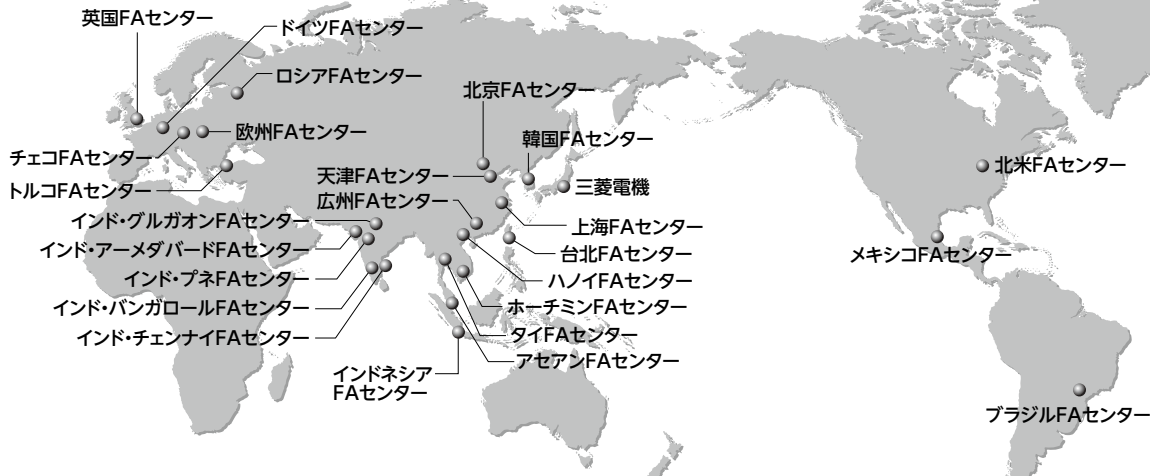 英国FAセンター
ドイツFAセンター
ロシアFAセンター
欧州FAセンター
チェコFAセンター
トルコFAセンター
北京FAセンター
韓国FAセンター
天津FAセンター
三菱電機
広州FAセンター
上海FAセンター
台北FAセンター
ハノイFAセンター
ホーチミンFAセンター
タイFAセンター
アセアンFAセンター
インド・グルガオンFAセンター
インド・アーメダバードFAセンター
インド・プネFAセンター
インド・バンガロールFAセンター
インド・チェンナイFAセンター
インドネシア
FAセンター
北米FAセンター
メキシコFAセンター
ブラジルFAセンター